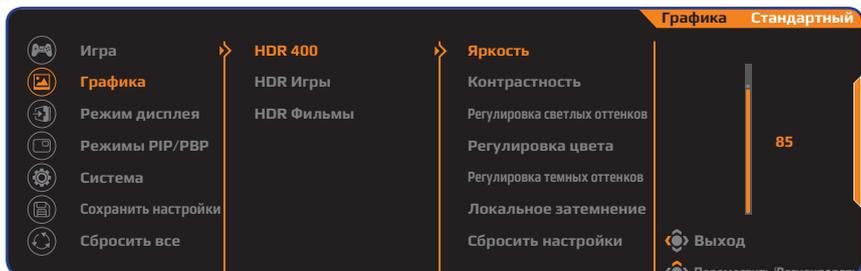 Графика Стандартный
Игра HDR 400 Яркость
Графика HDR Игры Контрастность
Режим дисплея HDR Фильмы Регулировка светлых оттенков
Режимы PIP/PBP Регулировка цвета 85
Система Регулировка темных оттенков
Сохранить настройки Локальное затемнение
Сбросить все Сбросить настройки Выход